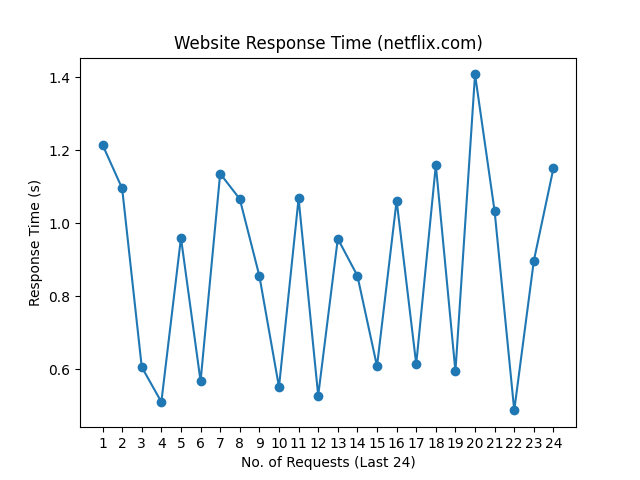 Website Response Time (netflix.com)
Response Time (s)
1.4
1.2
1.0
0.8
0.6
1 2 3 4 5 6 7 8 9 10 11 12 13 14 15 16 17 18 19 20 21 22 23 24
No. of Requests (Last 24)